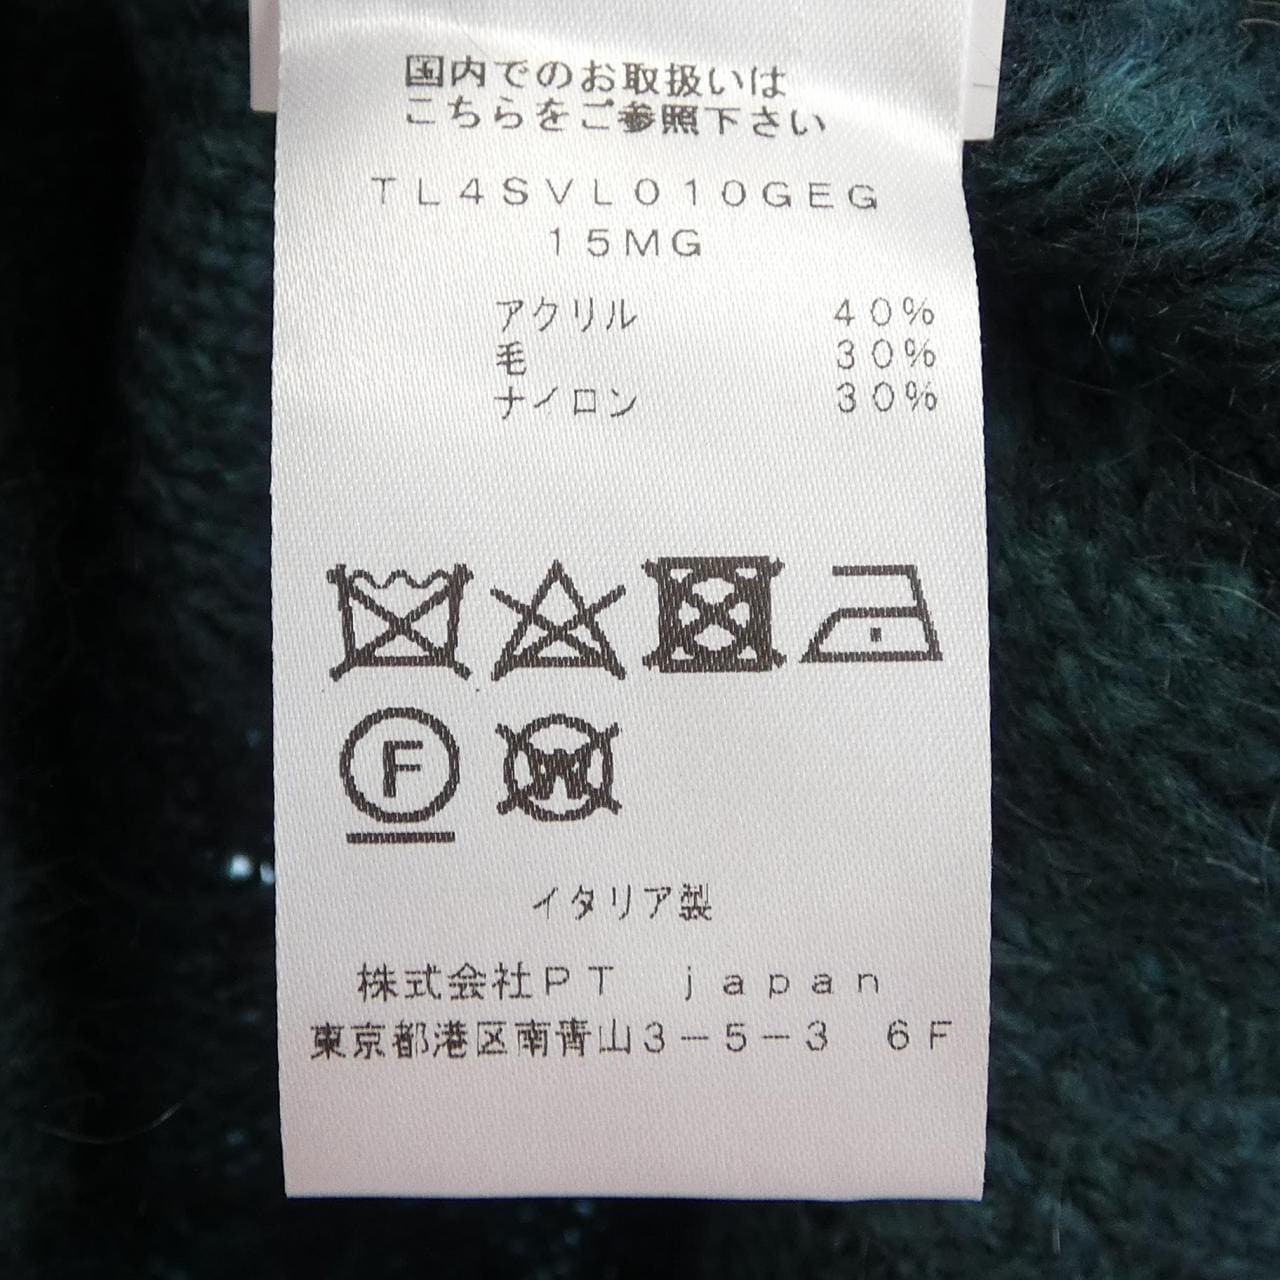 国内でのお取扱いは
こちらをご参照下さい
TL4SVL010GEG
15MG
アクリル 40%
毛 30%
ナイロン 30%
F W
イタリア製
株式会社PT japan
東京都港区南青山3-5-3 6F